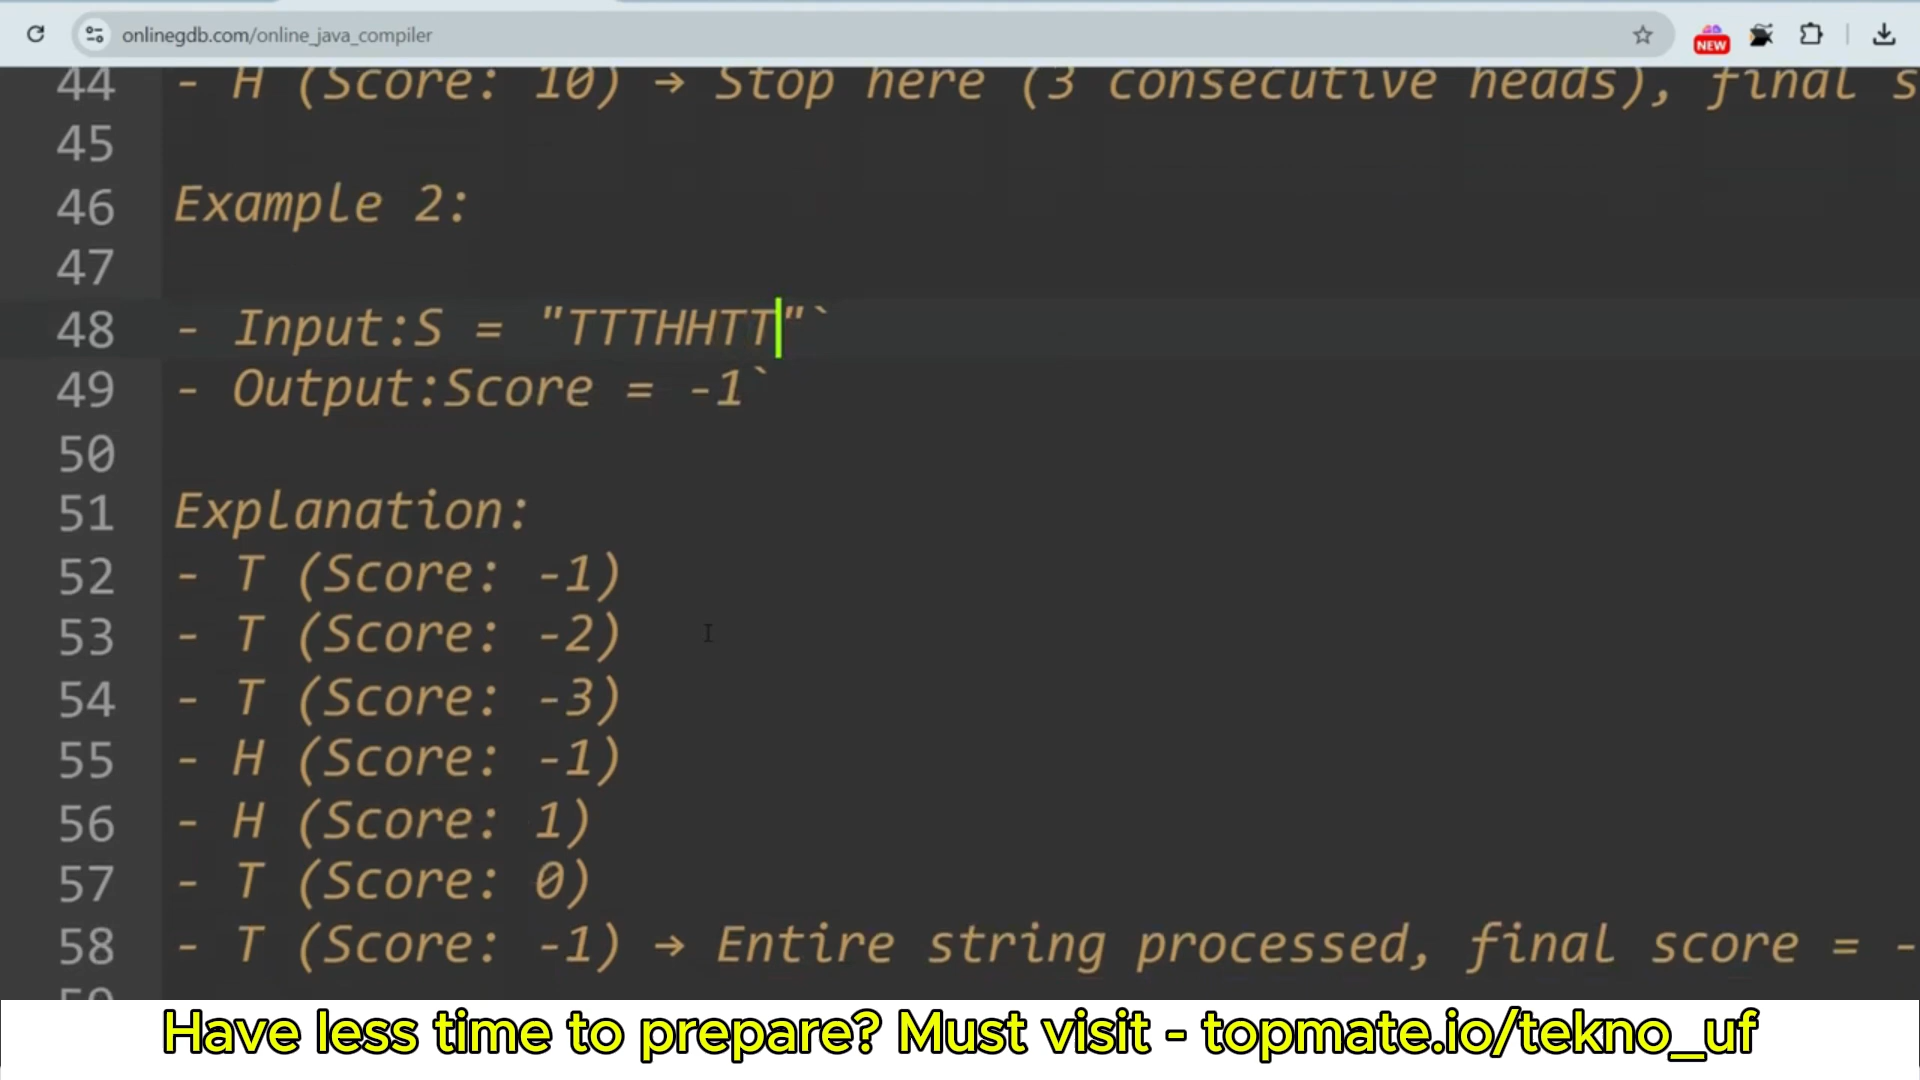 onlinegdb.com/online_java_compiler
NEW
44 - H (Score: 10) → Stop here (3 consecutive heads), final s
45
46 Example 2:
47
48 - Input:S = "TTTHHTT"`
49 - Output:Score = -1`
50
51 Explanation:
52 - T (Score: -1)
53 - T (Score: -2)
54 - T (Score: -3)
55 - H (Score: -1)
56 - H (Score: 1)
57 - T (Score: 0)
58 - T (Score: -1) → Entire string processed, final score = -
59
Have less time to prepare? Must visit - topmate.io/tekno_uf